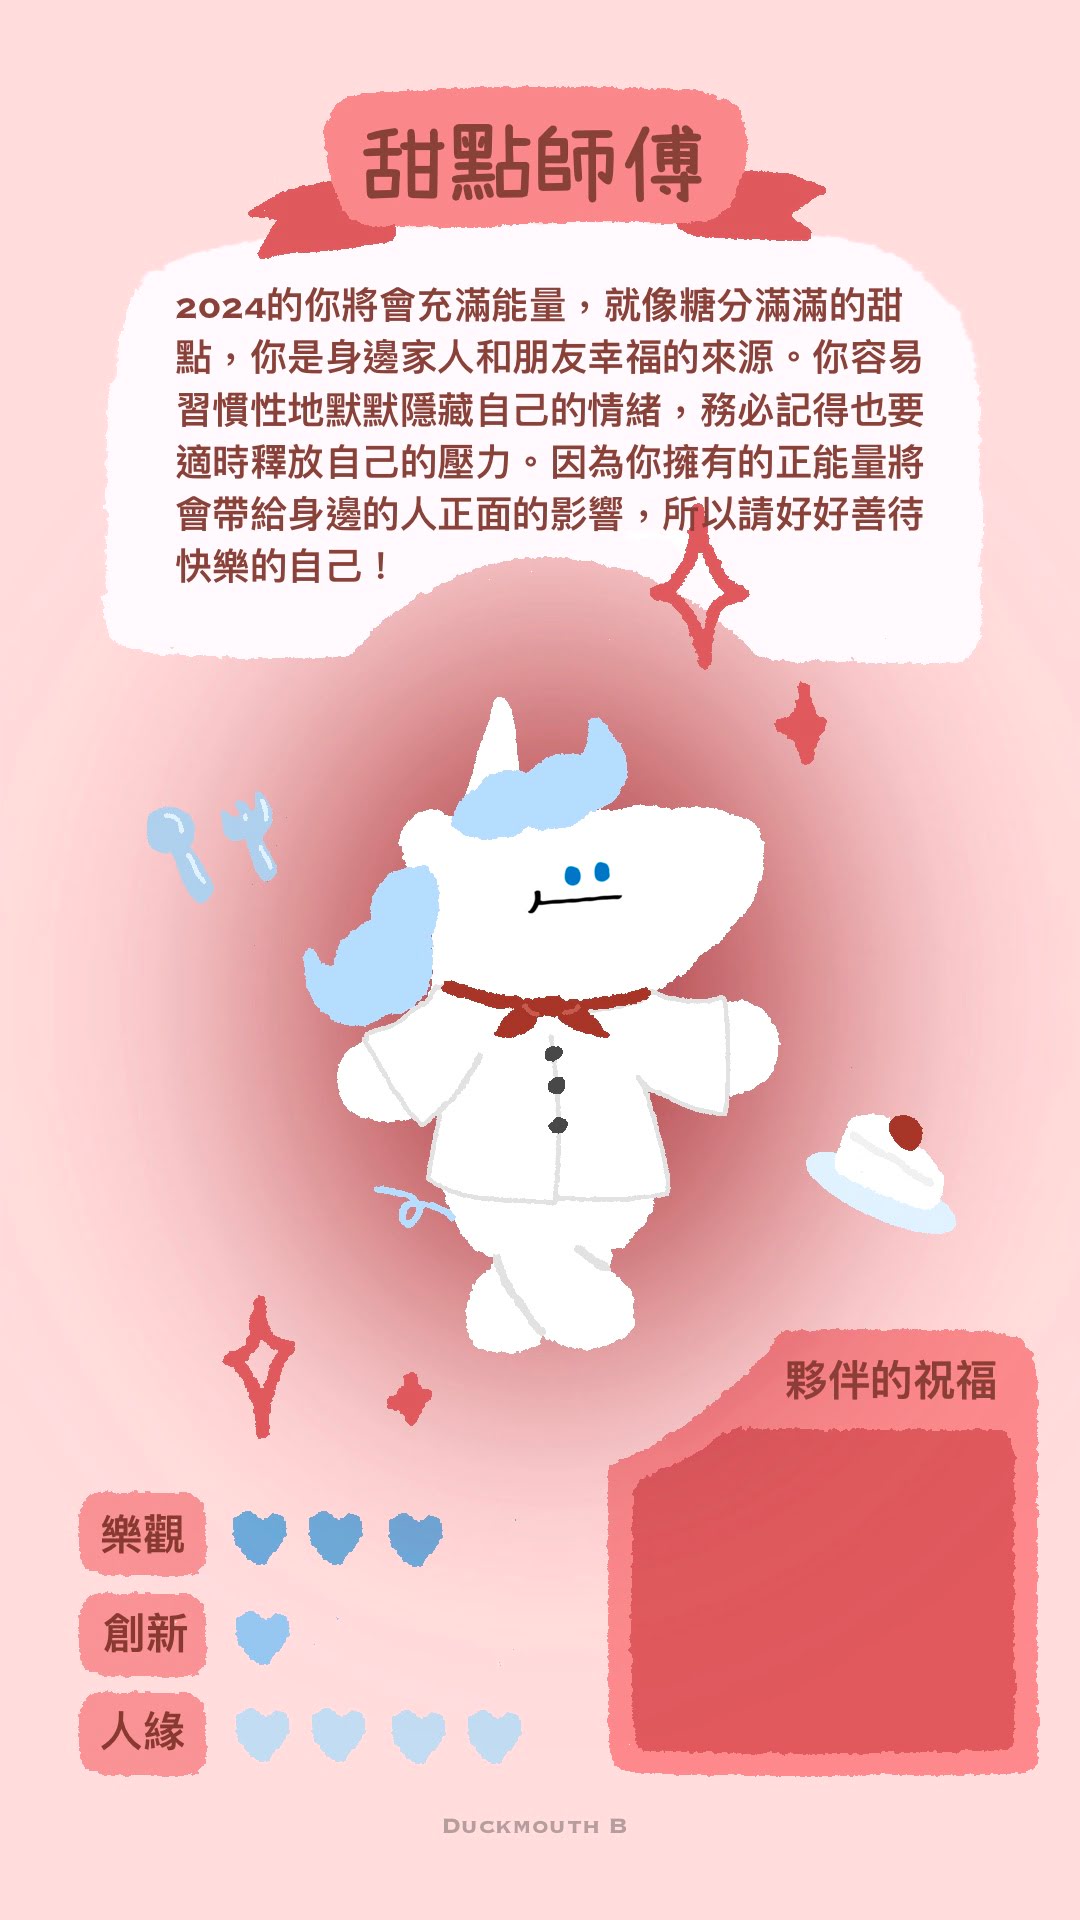 甜點師傅
2024的你將會充滿能量，就像糖分滿滿的甜
點，你是身邊家人和朋友幸福的來源。你容易
習慣性地默默隱藏自己的情緒，務必記得也要
適時釋放自己的壓力。因為你擁有的正能量將
會帶給身邊的人正面的影響，所以請好好善待
快樂的自己！
夥伴的祝福
樂觀
創新
人緣
DUCKMOUTH B